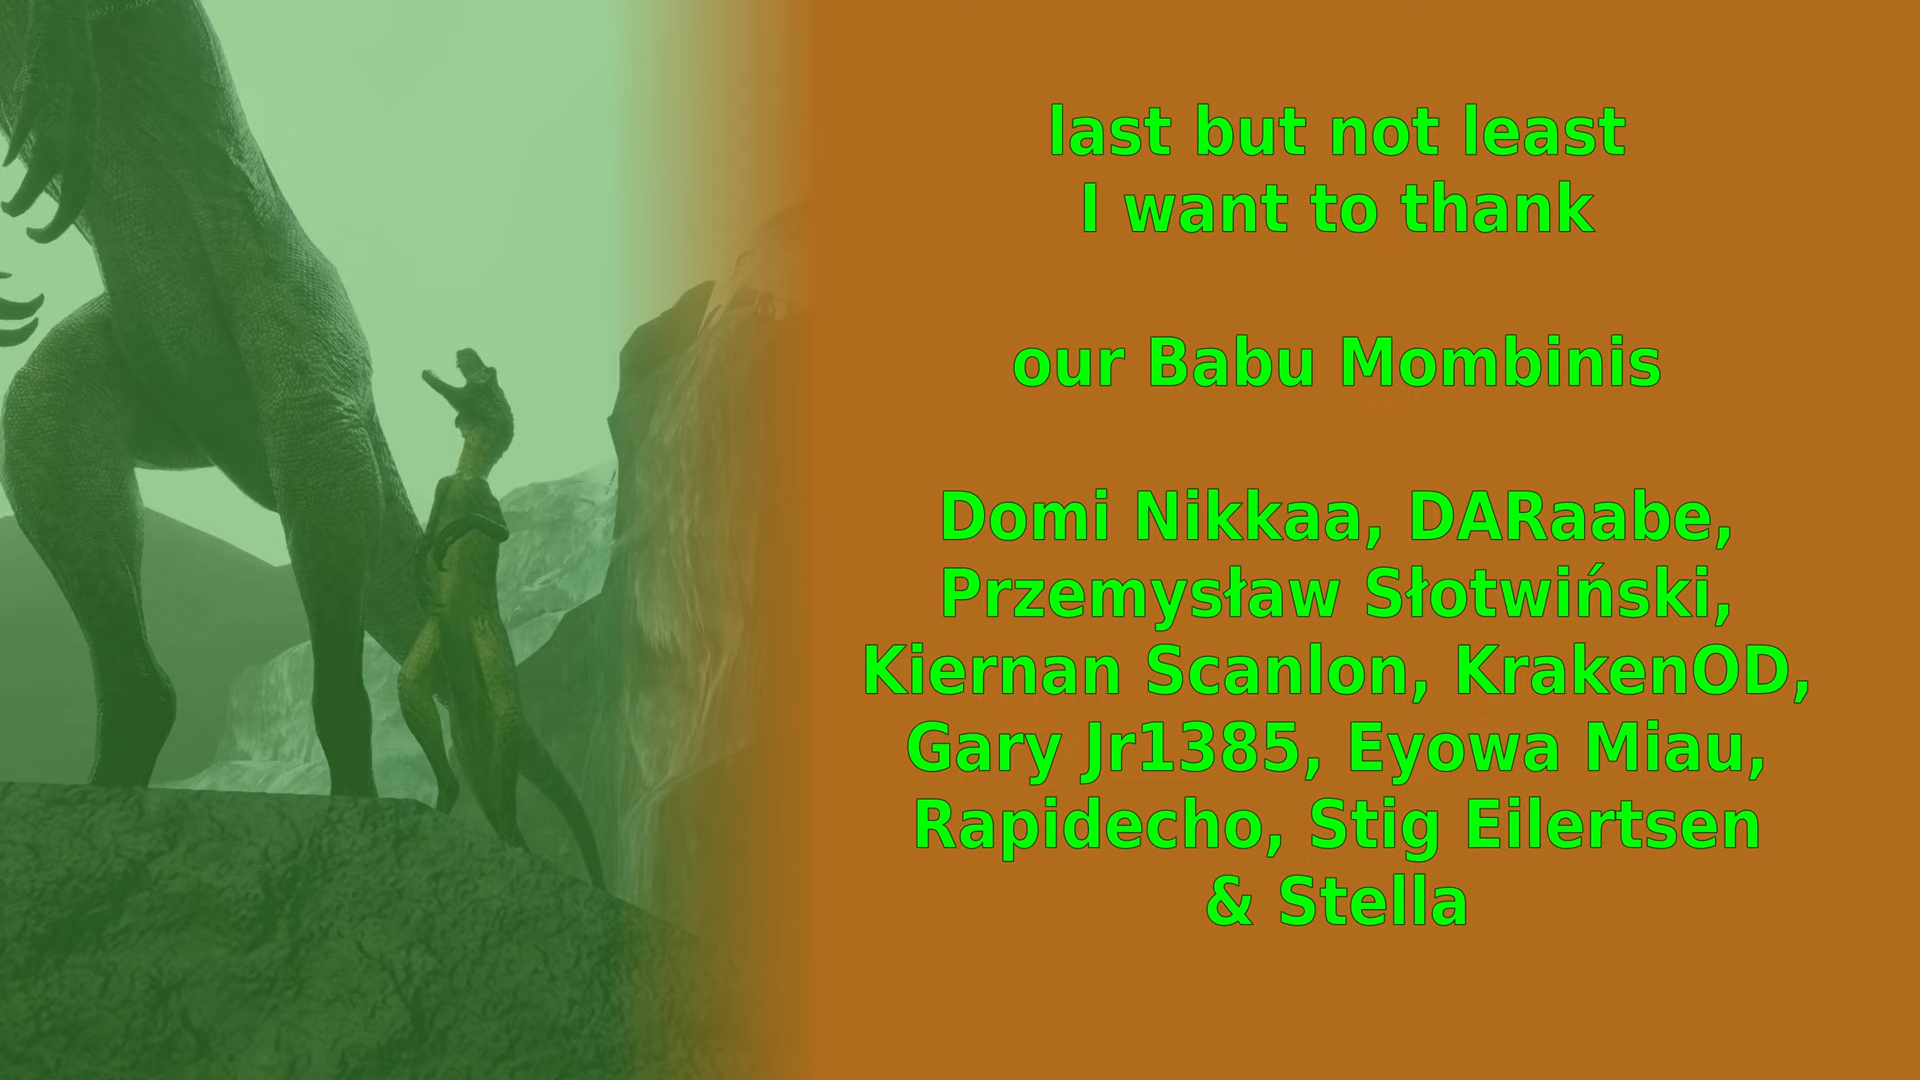 last but not least
I want to thank
our Babu Mombinis
Domi Nikkaa, DARaabe,
Przemysław Słotwiński,
Kiernan Scanlon, KrakenOD,
Gary Jr1385, Eyowa Miau,
Rapidecho, Stig Eilertsen
& Stella